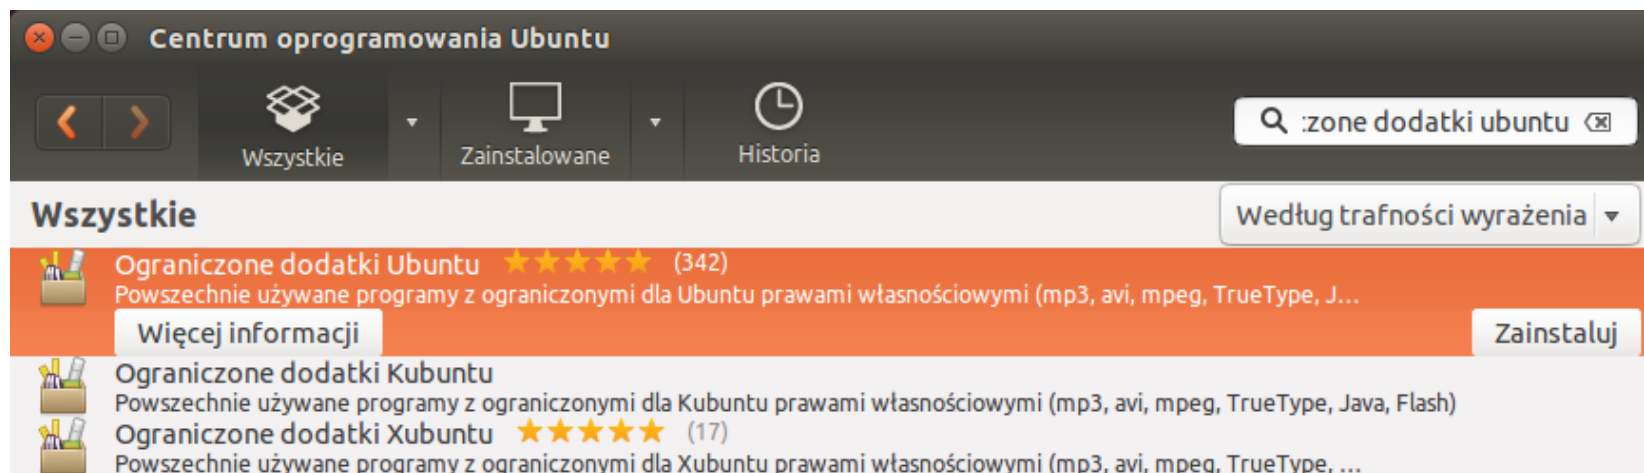 Centrum oprogramowania Ubuntu
Wszystkie
Zainstalowane
Historia
:zone dodatki ubuntu
Wszystkie
Według trafności wyrażenia
Ograniczone dodatki Ubuntu (342)
Powszechnie używane programy z ograniczonymi dla Ubuntu prawami własnościowymi (mp3, avi, mpeg, TrueType, J...
Więcej informacji
Zainstaluj
Ograniczone dodatki Kubuntu
Powszechnie używane programy z ograniczonymi dla Kubuntu prawami własnościowymi (mp3, avi, mpeg, TrueType, Java, Flash)
Ograniczone dodatki Xubuntu (17)
Powszechnie używane programy z ograniczonymi dla Xubuntu prawami własnościowymi (mp3, avi, mpeg, TrueType, ...